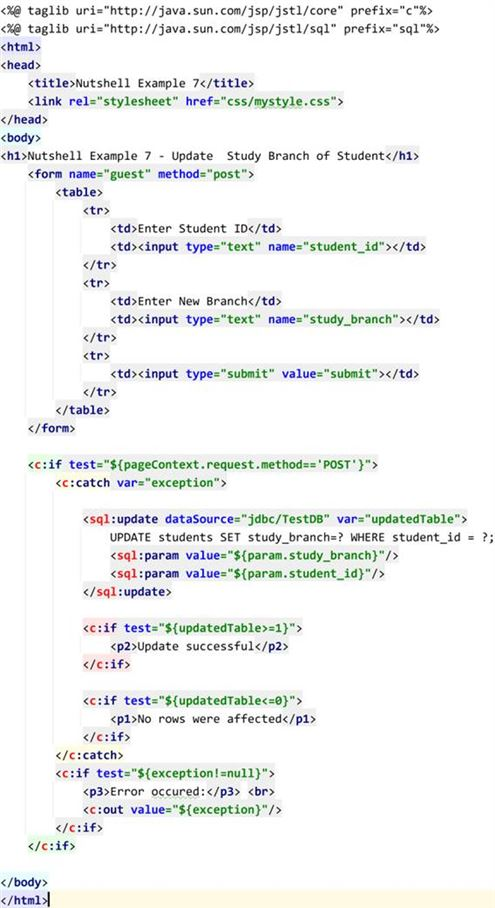 <%@ taglib uri="http://java.sun.com/jsp/jstl/core" prefix="c"%>
<%@ taglib uri="http://java.sun.com/jsp/jstl/sql" prefix="sql"%>
<html>
<head>
    <title>Nutshell Example 7</title>
    <link rel="stylesheet" href="css/mystyle.css">
</head>
<body>
<h1>Nutshell Example 7 - Update  Study Branch of Student</h1>
    <form name="guest" method="post">
        <table>
            <tr>
                <td>Enter Student ID</td>
                <td><input type="text" name="student_id"></td>
            </tr>
            <tr>
                <td>Enter New Branch</td>
                <td><input type="text" name="study_branch"></td>
            </tr>
            <tr>
                <td><input type="submit" value="submit"></td>
            </tr>
        </table>
    </form>

    <c:if test="${pageContext.request.method=='POST'}">
        <c:catch var="exception">

            <sql:update dataSource="jdbc/TestDB" var="updatedTable">
                UPDATE students SET study_branch=? WHERE student_id = ?;
                <sql:param value="${param.study_branch}"/>
                <sql:param value="${param.student_id}"/>
            </sql:update>

            <c:if test="${updatedTable>=1}">
                <p2>Update successful</p2>
            </c:if>

            <c:if test="${updatedTable<=0}">
                <p1>No rows were affected</p1>
            </c:if>
        </c:catch>
        <c:if test="${exception!=null}">
            <p3>Error occured:</p3> <br>
            <c:out value="${exception}"/>
        </c:if>
    </c:if>

</body>
</html>